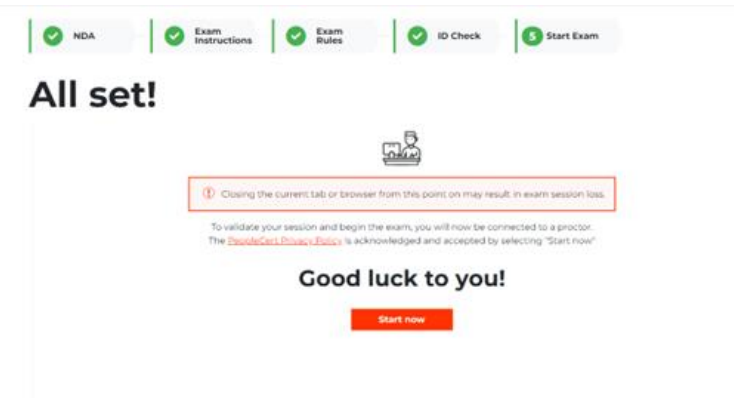 NDA
Exam
Instructions
Exam
Rules
ID Check
5 Start Exam
All set!
Closing the current tab or browser from this point on may result in exam session loss.
To validate your session and begin the exam, you will now be connected to a proctor.
The PeopleCert Privacy Policy is acknowledged and accepted by selecting "Start now"
Good luck to you!
Start now